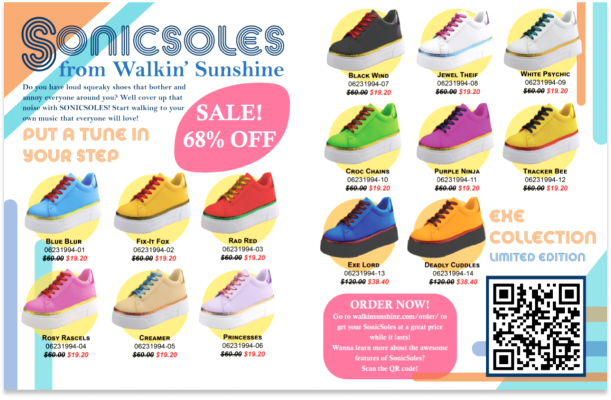 SONICSOLES
from Walkin' Sunshine
Do you have loud squeaky shoes that bother and
annoy everyone around you? Well cover up that
noise with SONICSOLES! Start walking to your
own music that everyone will love!
PUT A TUNE IN
YOUR STEP
SALE!
68% OFF
BLUE BLUR
06231994-01
$60.00 $19.20
FIX-IT FOX
06231994-02
$60.00 $19.20
RAD RED
06231994-03
$60.00 $19.20
ROSY RASCELS
06231994-04
$60.00 $19.20
CREAMER
06231994-05
$60.00 $19.20
PRINCESSES
06231994-06
$60.00 $19.20
BLACK WIND
06231994-07
$60.00 $19.20
JEWEL THEIF
06231994-08
$60.00 $19.20
WHITE PSYCHIC
06231994-09
$60.00 $19.20
CROC CHAINS
06231994-10
$60.00 $19.20
PURPLE NINJA
06231994-11
$60.00 $19.20
TRACKER BEE
06231994-12
$60.00 $19.20
EXE LORD
06231994-13
$120.00 $38.40
DEADLY CUDDLES
06231994-14
$120.00 $38.40
EXE
COLLECTION
LIMITED EDITION
ORDER NOW!
Go to walkinsunshine.com/order/ to
get your SonicSoles at a great price
while it lasts!
Wanna learn more about the awesome
features of SonicSoles?
Scan the QR code!